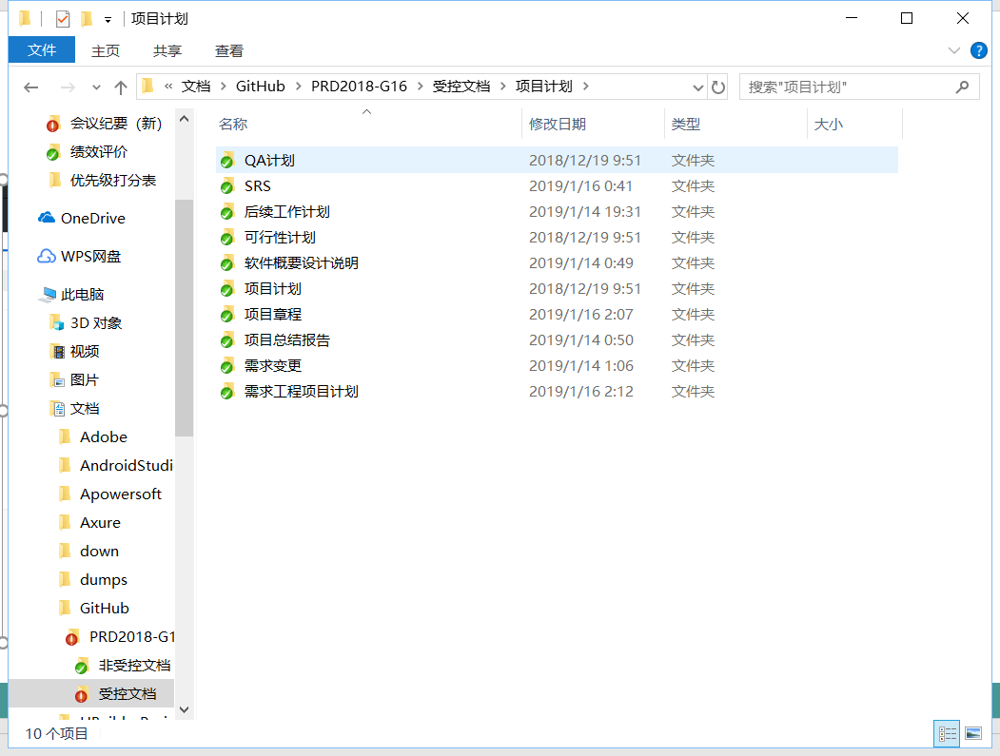 项目计划
文件 主页 共享 查看
« 文档 › GitHub › PRD2018-G16 › 受控文档 › 项目计划 ›
搜索"项目计划"
会议纪要（新）
绩效评价
优先级打分表
OneDrive
WPS网盘
此电脑
3D 对象
视频
图片
文档
Adobe
AndroidStudi
Apowersoft
Axure
down
dumps
GitHub
PRD2018-G1
非受控文档
受控文档
名称 修改日期 类型 大小
QA计划 2018/12/19 9:51 文件夹
SRS 2019/1/16 0:41 文件夹
后续工作计划 2019/1/14 19:31 文件夹
可行性计划 2018/12/19 9:51 文件夹
软件概要设计说明 2019/1/14 0:49 文件夹
项目计划 2018/12/19 9:51 文件夹
项目章程 2019/1/16 2:07 文件夹
项目总结报告 2019/1/14 0:50 文件夹
需求变更 2019/1/14 1:06 文件夹
需求工程项目计划 2019/1/16 2:12 文件夹
10 个项目